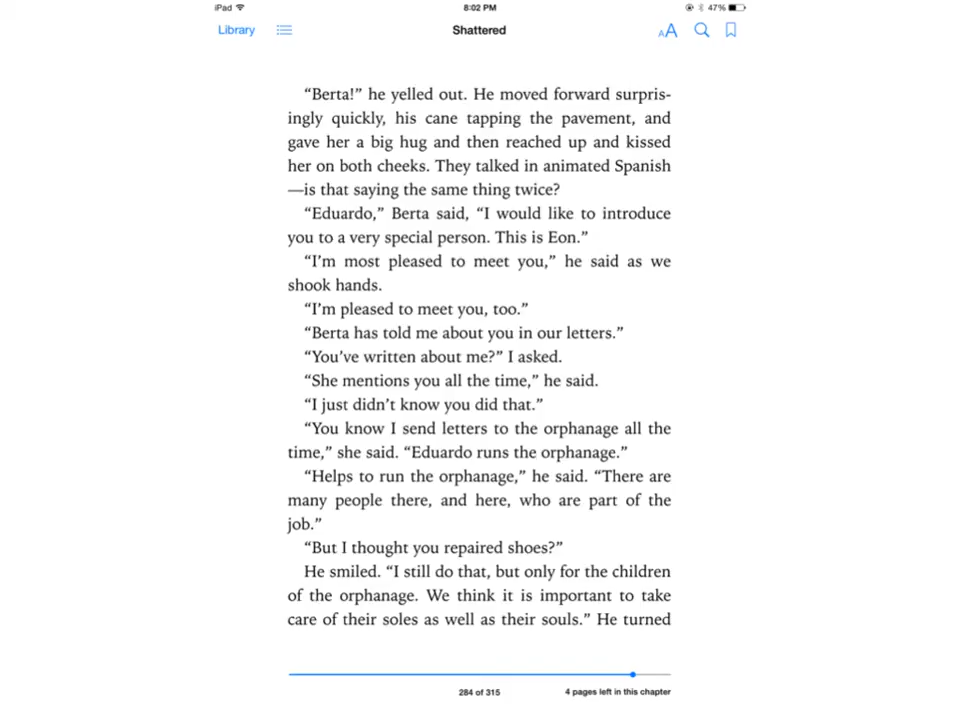 iPad 8:02 PM 47%
Library Shattered AA
“Berta!” he yelled out. He moved forward surpris-
ingly quickly, his cane tapping the pavement, and
gave her a big hug and then reached up and kissed
her on both cheeks. They talked in animated Spanish
—is that saying the same thing twice?
“Eduardo,” Berta said, “I would like to introduce
you to a very special person. This is Eon.”
“I’m most pleased to meet you,” he said as we
shook hands.
“I’m pleased to meet you, too.”
“Berta has told me about you in our letters.”
“You’ve written about me?” I asked.
“She mentions you all the time,” he said.
“I just didn’t know you did that.”
“You know I send letters to the orphanage all the
time,” she said. “Eduardo runs the orphanage.”
“Helps to run the orphanage,” he said. “There are
many people there, and here, who are part of the
job.”
“But I thought you repaired shoes?”
He smiled. “I still do that, but only for the children
of the orphanage. We think it is important to take
care of their soles as well as their souls.” He turned
284 of 315 4 pages left in this chapter